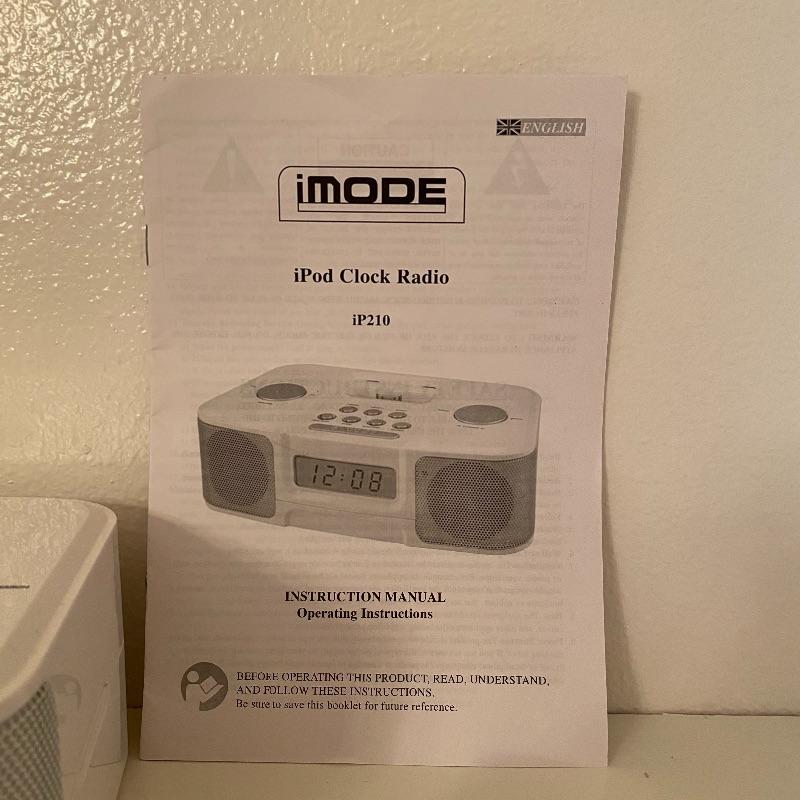 ENGLISH
iMODE
iPod Clock Radio
iP210
12:08
INSTRUCTION MANUAL
Operating Instructions
BEFORE OPERATING THIS PRODUCT, READ, UNDERSTAND,
AND FOLLOW THESE INSTRUCTIONS.
Be sure to save this booklet for future reference.